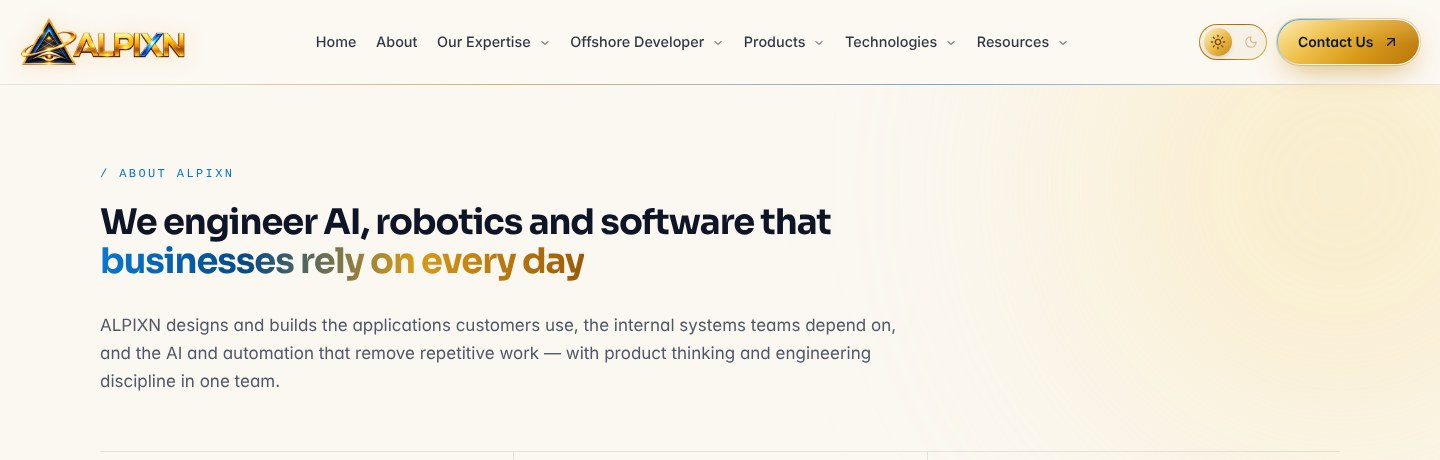 ALPIXN
Home About Our Expertise Offshore Developer Products Technologies Resources Contact Us
/ ABOUT ALPIXN
We engineer AI, robotics and software that
businesses rely on every day
ALPIXN designs and builds the applications customers use, the internal systems teams depend on,
and the AI and automation that remove repetitive work — with product thinking and engineering
discipline in one team.